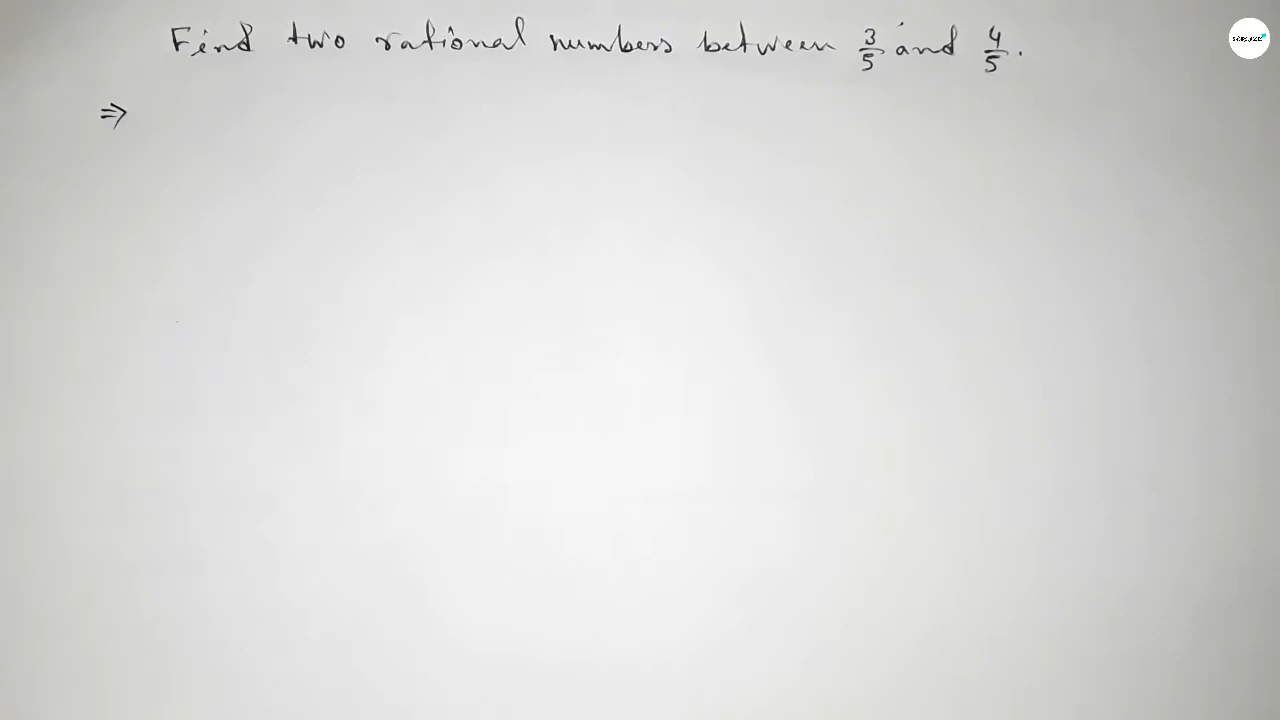 Find two rational numbers between 3/5 and 4/5.
⇒